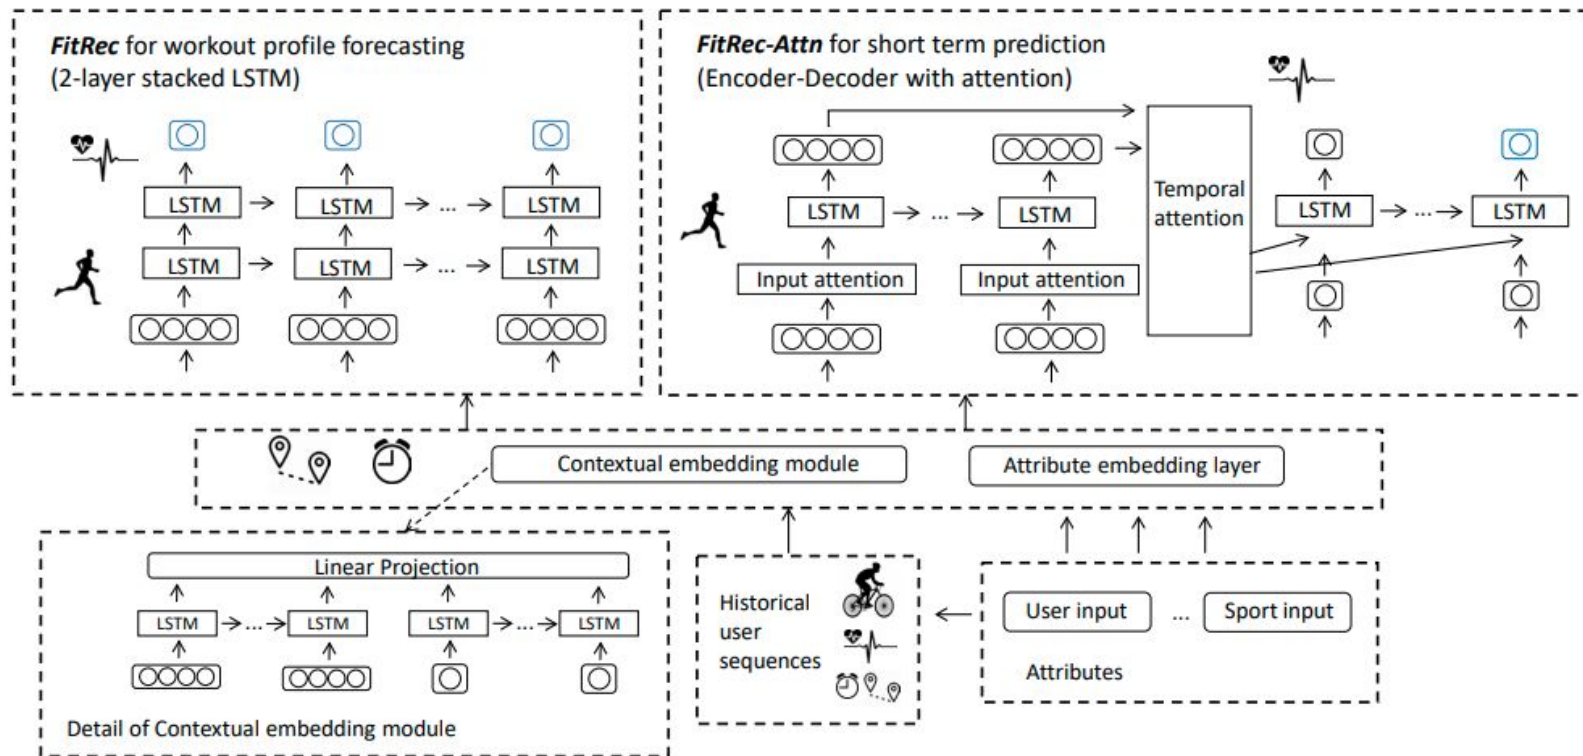 FitRec for workout profile forecasting
(2-layer stacked LSTM)
LSTM
LSTM
...
LSTM
LSTM
LSTM
...
LSTM
FitRec-Attn for short term prediction
(Encoder-Decoder with attention)
LSTM
...
LSTM
Input attention
Input attention
Temporal
attention
LSTM
...
LSTM
Contextual embedding module
Attribute embedding layer
Linear Projection
LSTM
...
LSTM
LSTM
...
LSTM
Detail of Contextual embedding module
Historical
user
sequences
User input
...
Sport input
Attributes